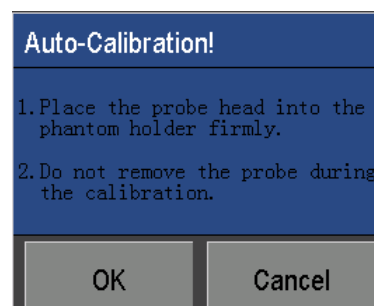 Auto-Calibration!
1.Place the probe head into the
phantom holder firmly.
2.Do not remove the probe during
the calibration.
OK
Cancel